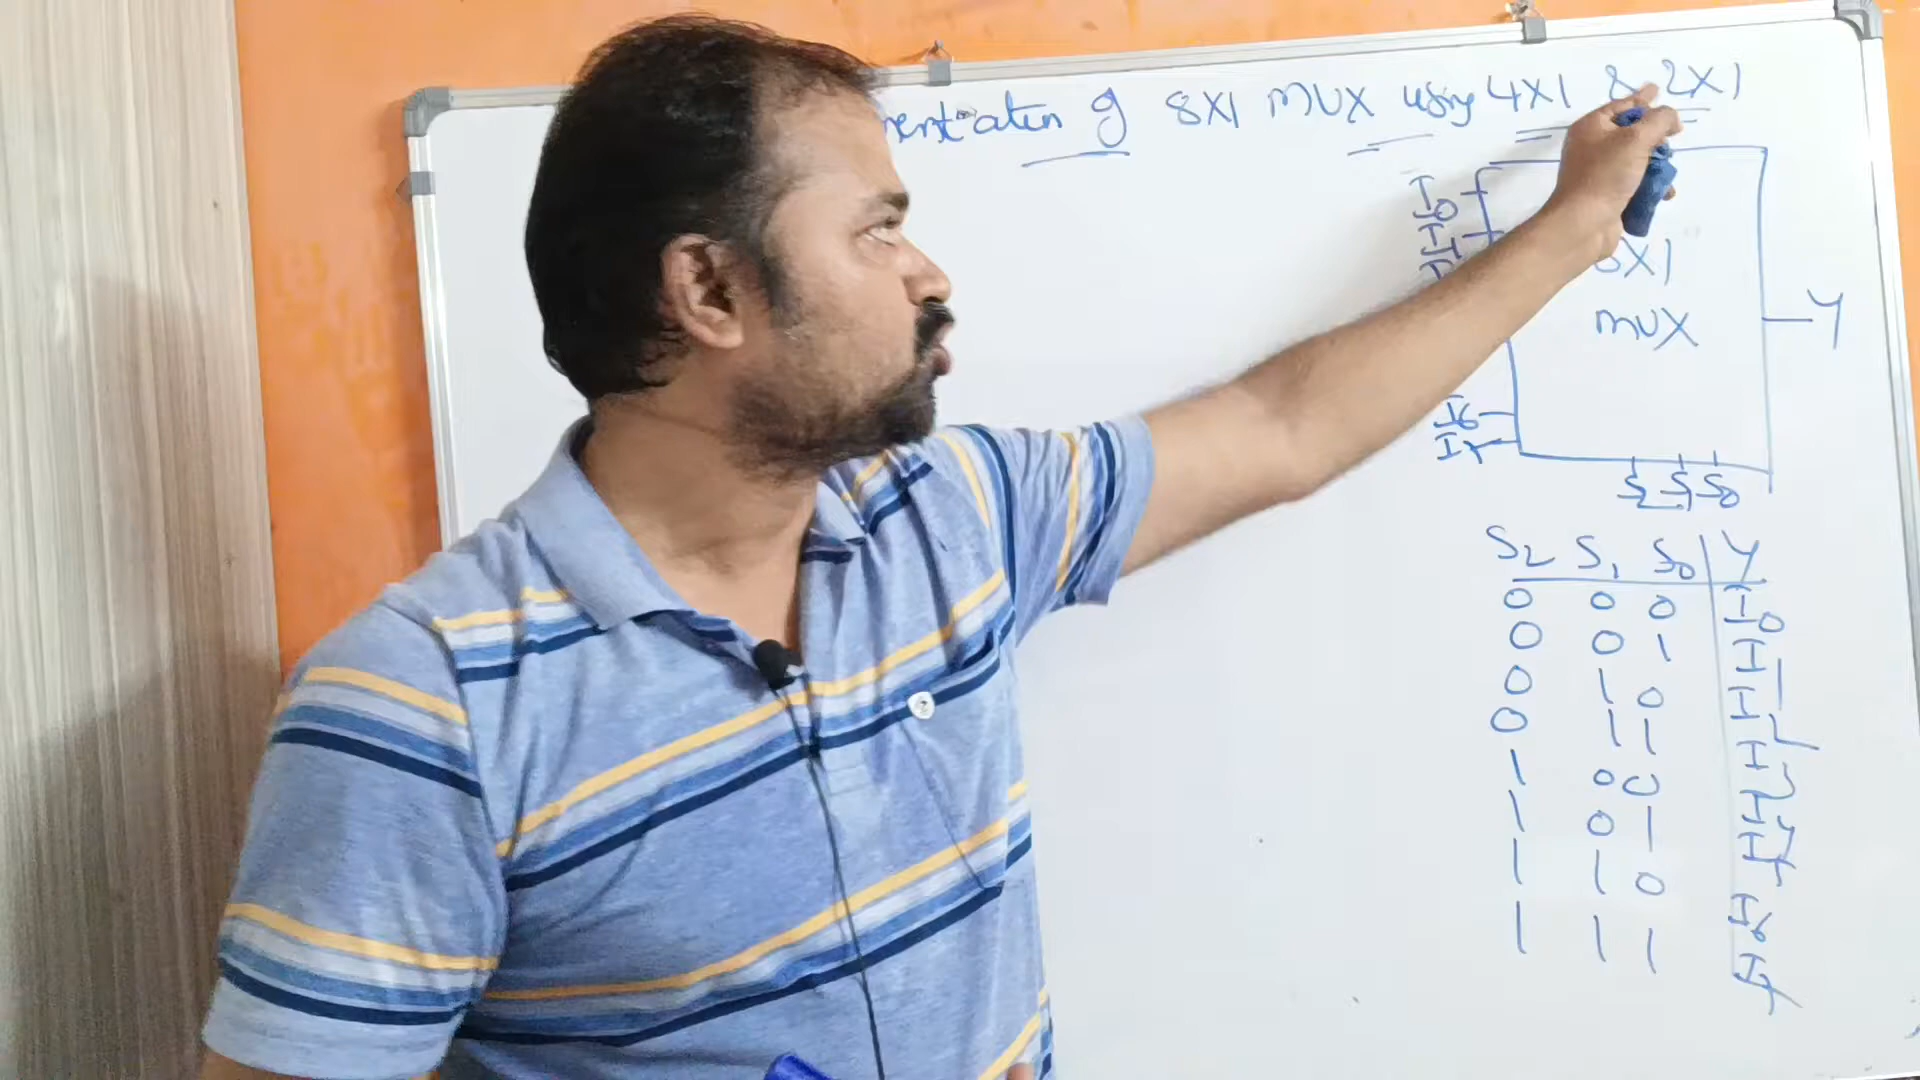 of 8X1 MUX using 4X1 & 2X1
I0
I1
8X1
MUX
Y
I6
I7
S2 S1 S0
S2 S1 S0 Y
0 0 0 I0
0 0 1 I1
0 1 0 I2
0 1 1 I3
1 0 0 I4
1 0 1 I5
1 1 0 I6
1 1 1 I7